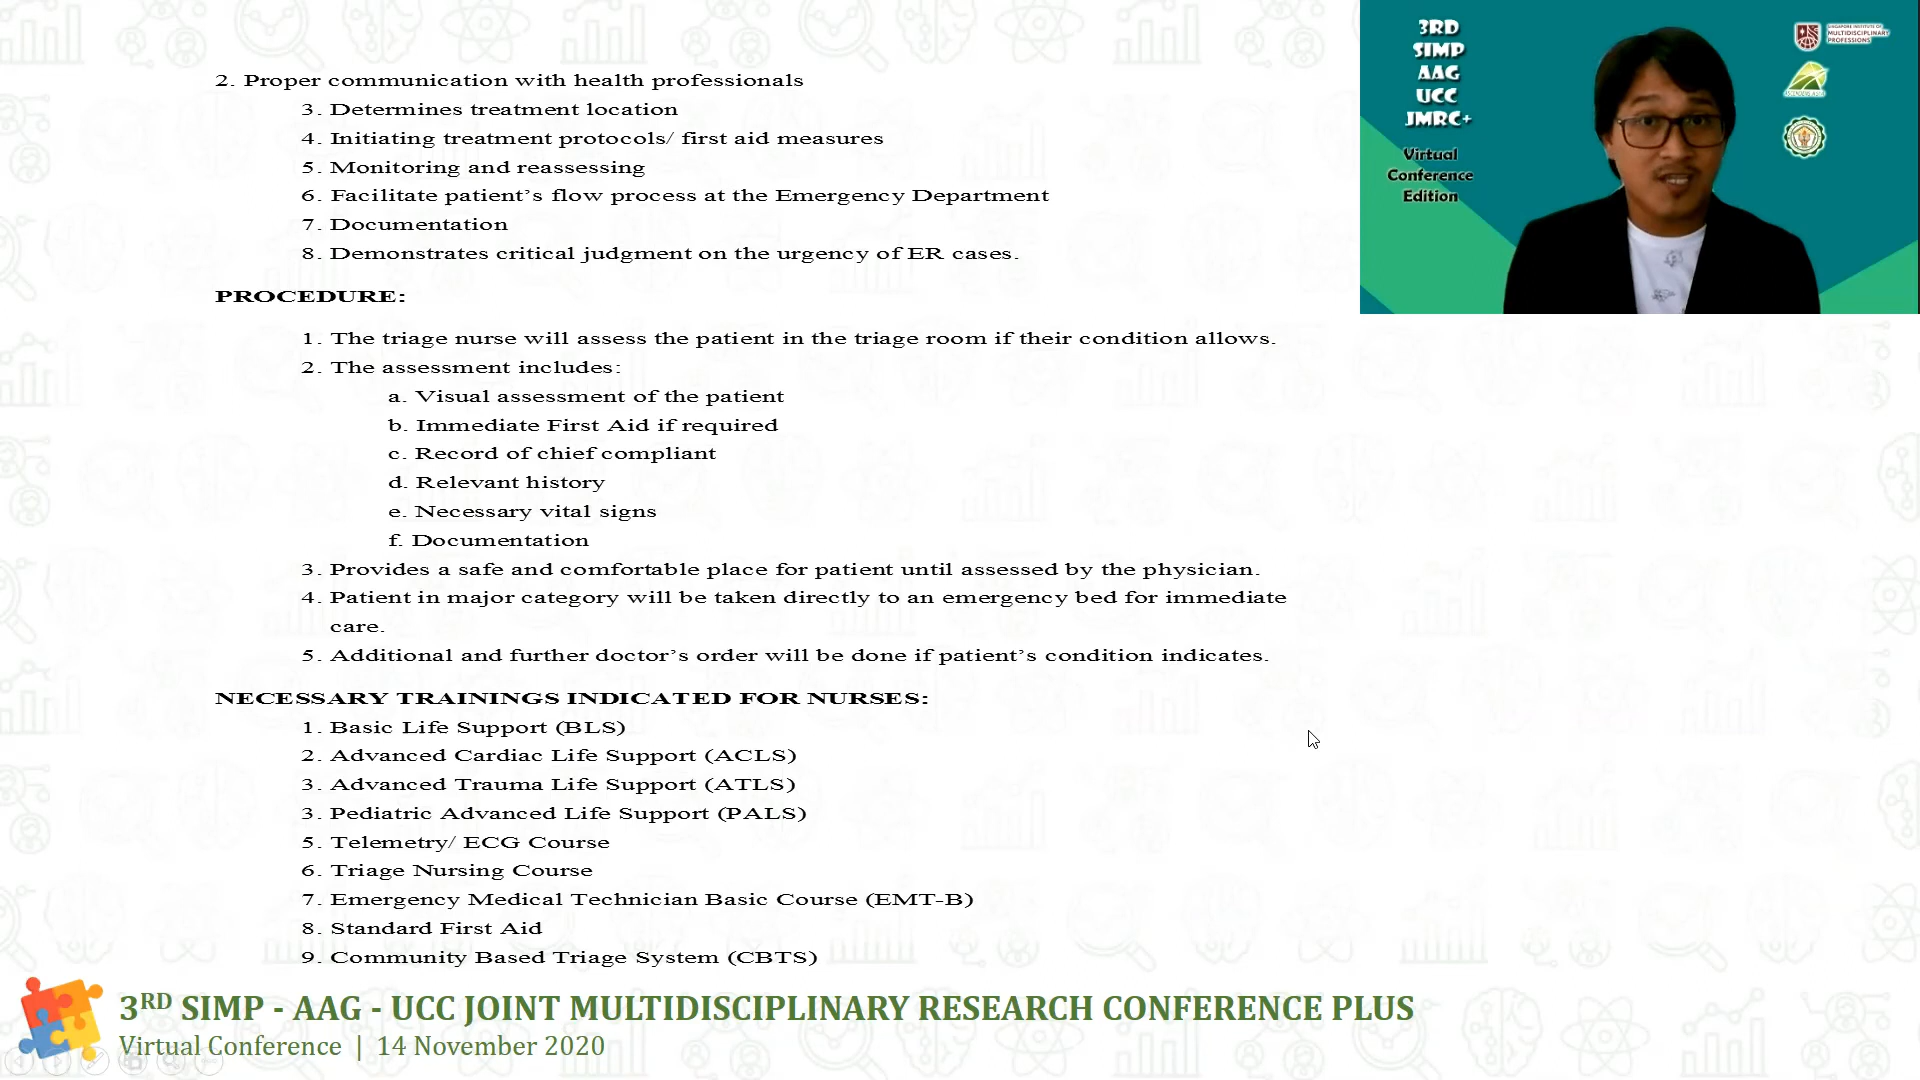 2. Proper communication with health professionals
3. Determines treatment location
4. Initiating treatment protocols/ first aid measures
5. Monitoring and reassessing
6. Facilitate patient’s flow process at the Emergency Department
7. Documentation
8. Demonstrates critical judgment on the urgency of ER cases.
PROCEDURE:
1. The triage nurse will assess the patient in the triage room if their condition allows.
2. The assessment includes:
a. Visual assessment of the patient
b. Immediate First Aid if required
c. Record of chief compliant
d. Relevant history
e. Necessary vital signs
f. Documentation
3. Provides a safe and comfortable place for patient until assessed by the physician.
4. Patient in major category will be taken directly to an emergency bed for immediate
care.
5. Additional and further doctor’s order will be done if patient’s condition indicates.
NECESSARY TRAININGS INDICATED FOR NURSES:
1. Basic Life Support (BLS)
2. Advanced Cardiac Life Support (ACLS)
3. Advanced Trauma Life Support (ATLS)
3. Pediatric Advanced Life Support (PALS)
5. Telemetry/ ECG Course
6. Triage Nursing Course
7. Emergency Medical Technician Basic Course (EMT-B)
8. Standard First Aid
9. Community Based Triage System (CBTS)
3RD
SIMP
AAG
UCC
JMRC+
Virtual
Conference
Edition
SINGAPORE INSTITUTE OF
MULTIDISCIPLINARY
PROFESSIONS
3RD SIMP - AAG - UCC JOINT MULTIDISCIPLINARY RESEARCH CONFERENCE PLUS
Virtual Conference | 14 November 2020